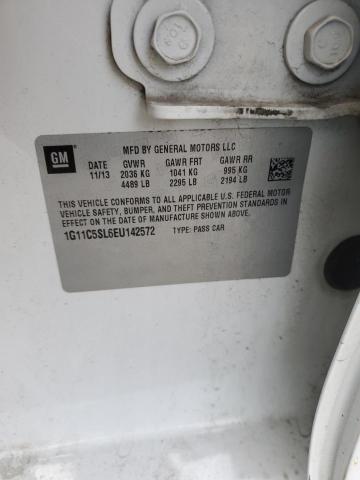 GM
MFD BY GENERAL MOTORS LLC
DATE GVWR GAWR FRT GAWR RR
11/13 2036 KG 1041 KG 995 KG
4489 LB 2295 LB 2194 LB
THIS VEHICLE CONFORMS TO ALL APPLICABLE U.S. FEDERAL MOTOR
VEHICLE SAFETY, BUMPER, AND THEFT PREVENTION STANDARDS IN
EFFECT ON THE DATE OF MANUFACTURE SHOWN ABOVE.
1G11C5SL6EU142572 TYPE: PASS CAR